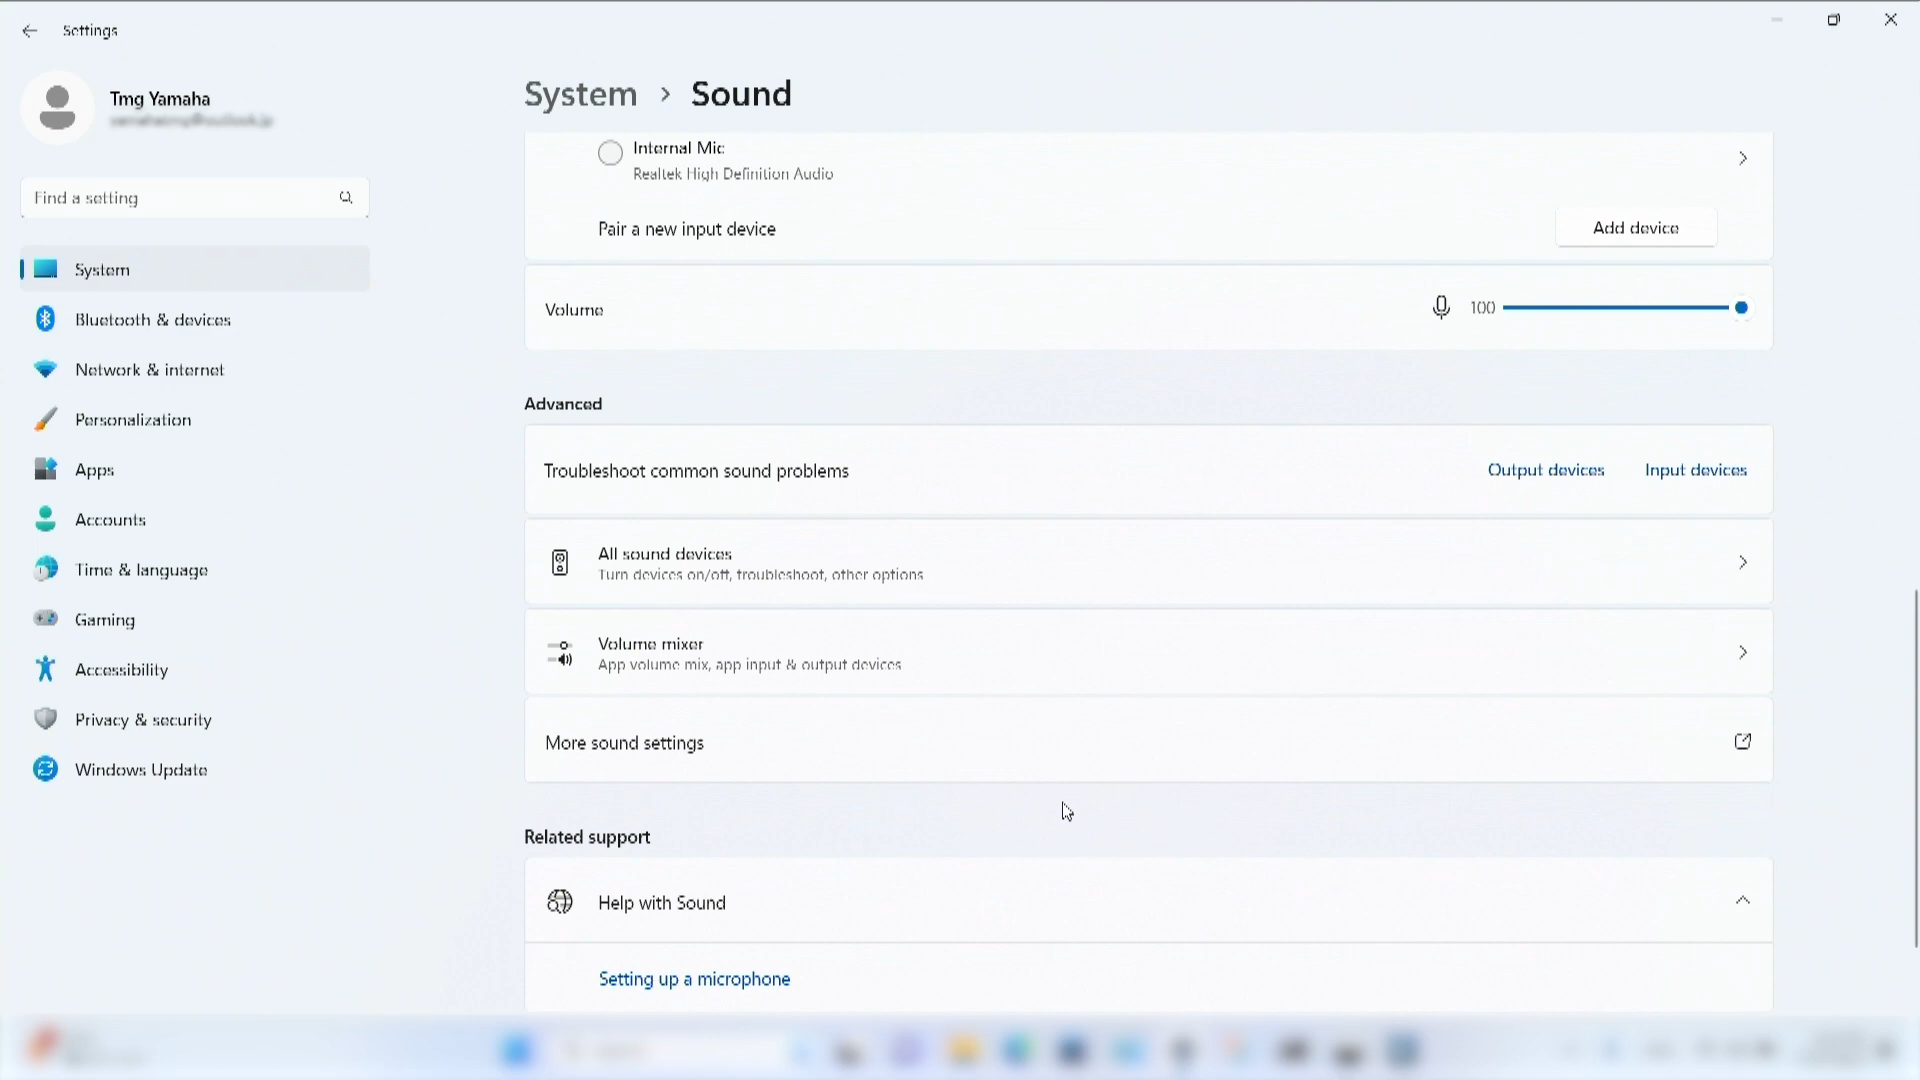 Settings
Tmg Yamaha
Find a setting
System
Bluetooth & devices
Network & internet
Personalization
Apps
Accounts
Time & language
Gaming
Accessibility
Privacy & security
Windows Update
System > Sound
Internal Mic
Realtek High Definition Audio
Pair a new input device
Add device
Volume
100
Advanced
Troubleshoot common sound problems
Output devices
Input devices
All sound devices
Turn devices on/off, troubleshoot, other options
Volume mixer
App volume mix, app input & output devices
More sound settings
Related support
Help with Sound
Setting up a microphone